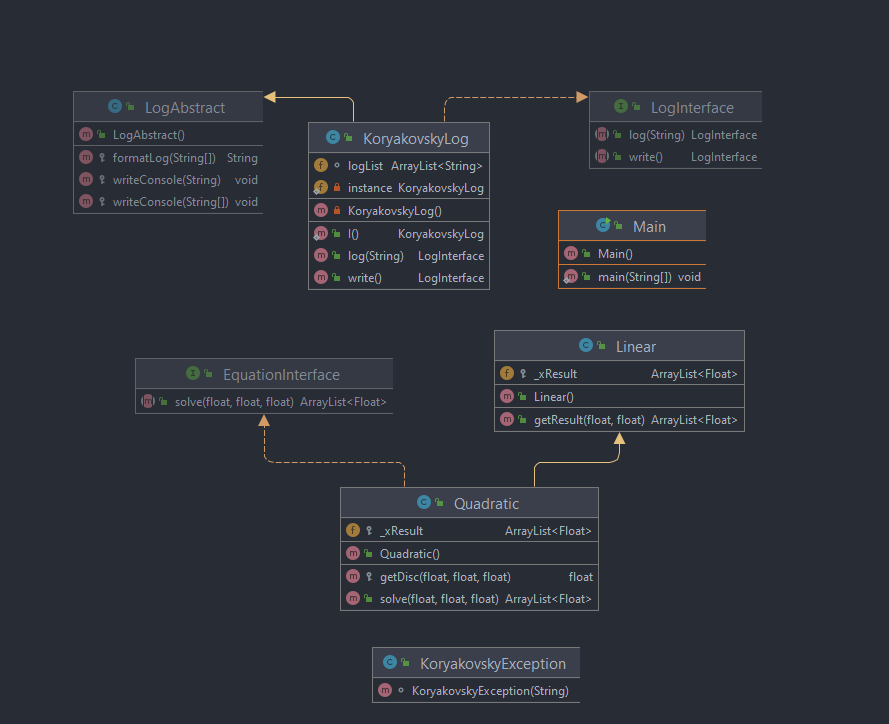 LogAbstract
LogAbstract()
formatLog(String[]) String
writeConsole(String) void
writeConsole(String[]) void
KoryakovskyLog
logList ArrayList<String>
instance KoryakovskyLog
KoryakovskyLog()
l() KoryakovskyLog
log(String) LogInterface
write() LogInterface
LogInterface
log(String) LogInterface
write() LogInterface
Main
Main()
main(String[]) void
EquationInterface
solve(float, float, float) ArrayList<Float>
Linear
_xResult ArrayList<Float>
Linear()
getResult(float, float) ArrayList<Float>
Quadratic
_xResult ArrayList<Float>
Quadratic()
getDisc(float, float, float) float
solve(float, float, float) ArrayList<Float>
KoryakovskyException
KoryakovskyException(String)